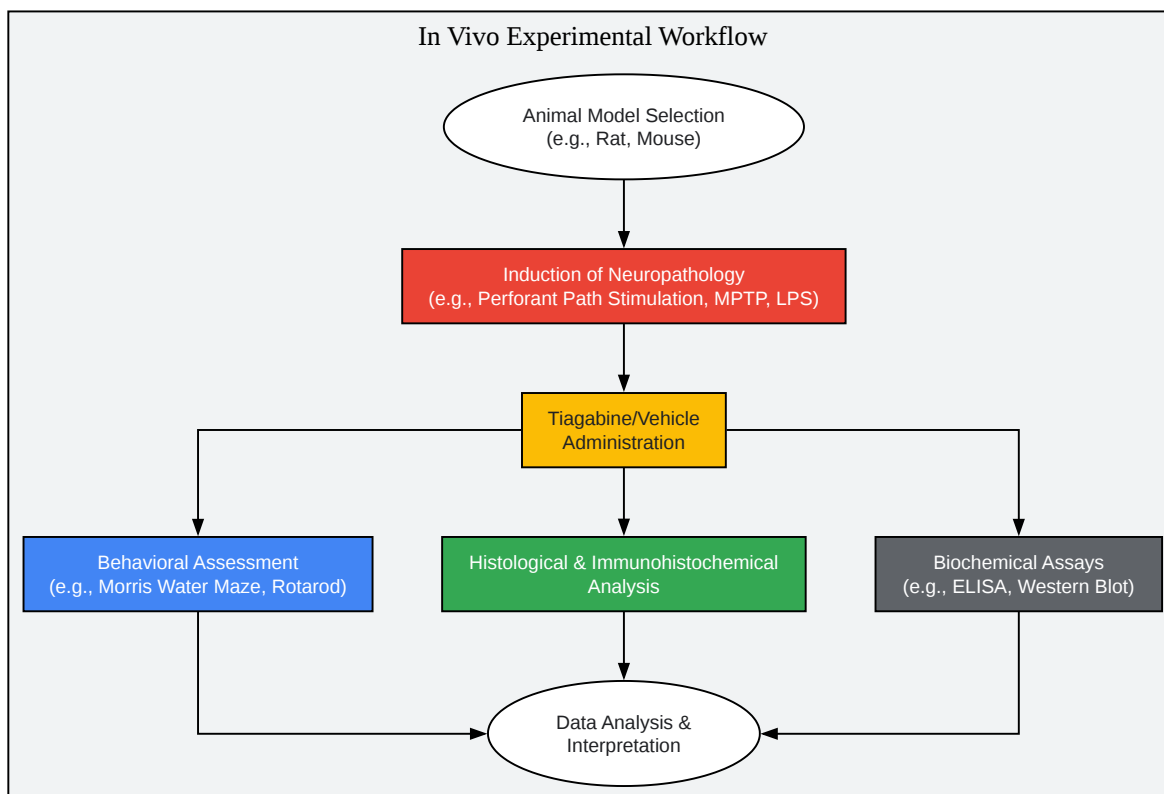 In Vivo Experimental Workflow
Animal Model Selection
(e.g., Rat, Mouse)
Induction of Neuropathology
(e.g., Perforant Path Stimulation, MPTP, LPS)
Tiagabine/Vehicle
Administration
Behavioral Assessment
(e.g., Morris Water Maze, Rotarod)
Histological & Immunohistochemical
Analysis
Biochemical Assays
(e.g., ELISA, Western Blot)
Data Analysis &
Interpretation